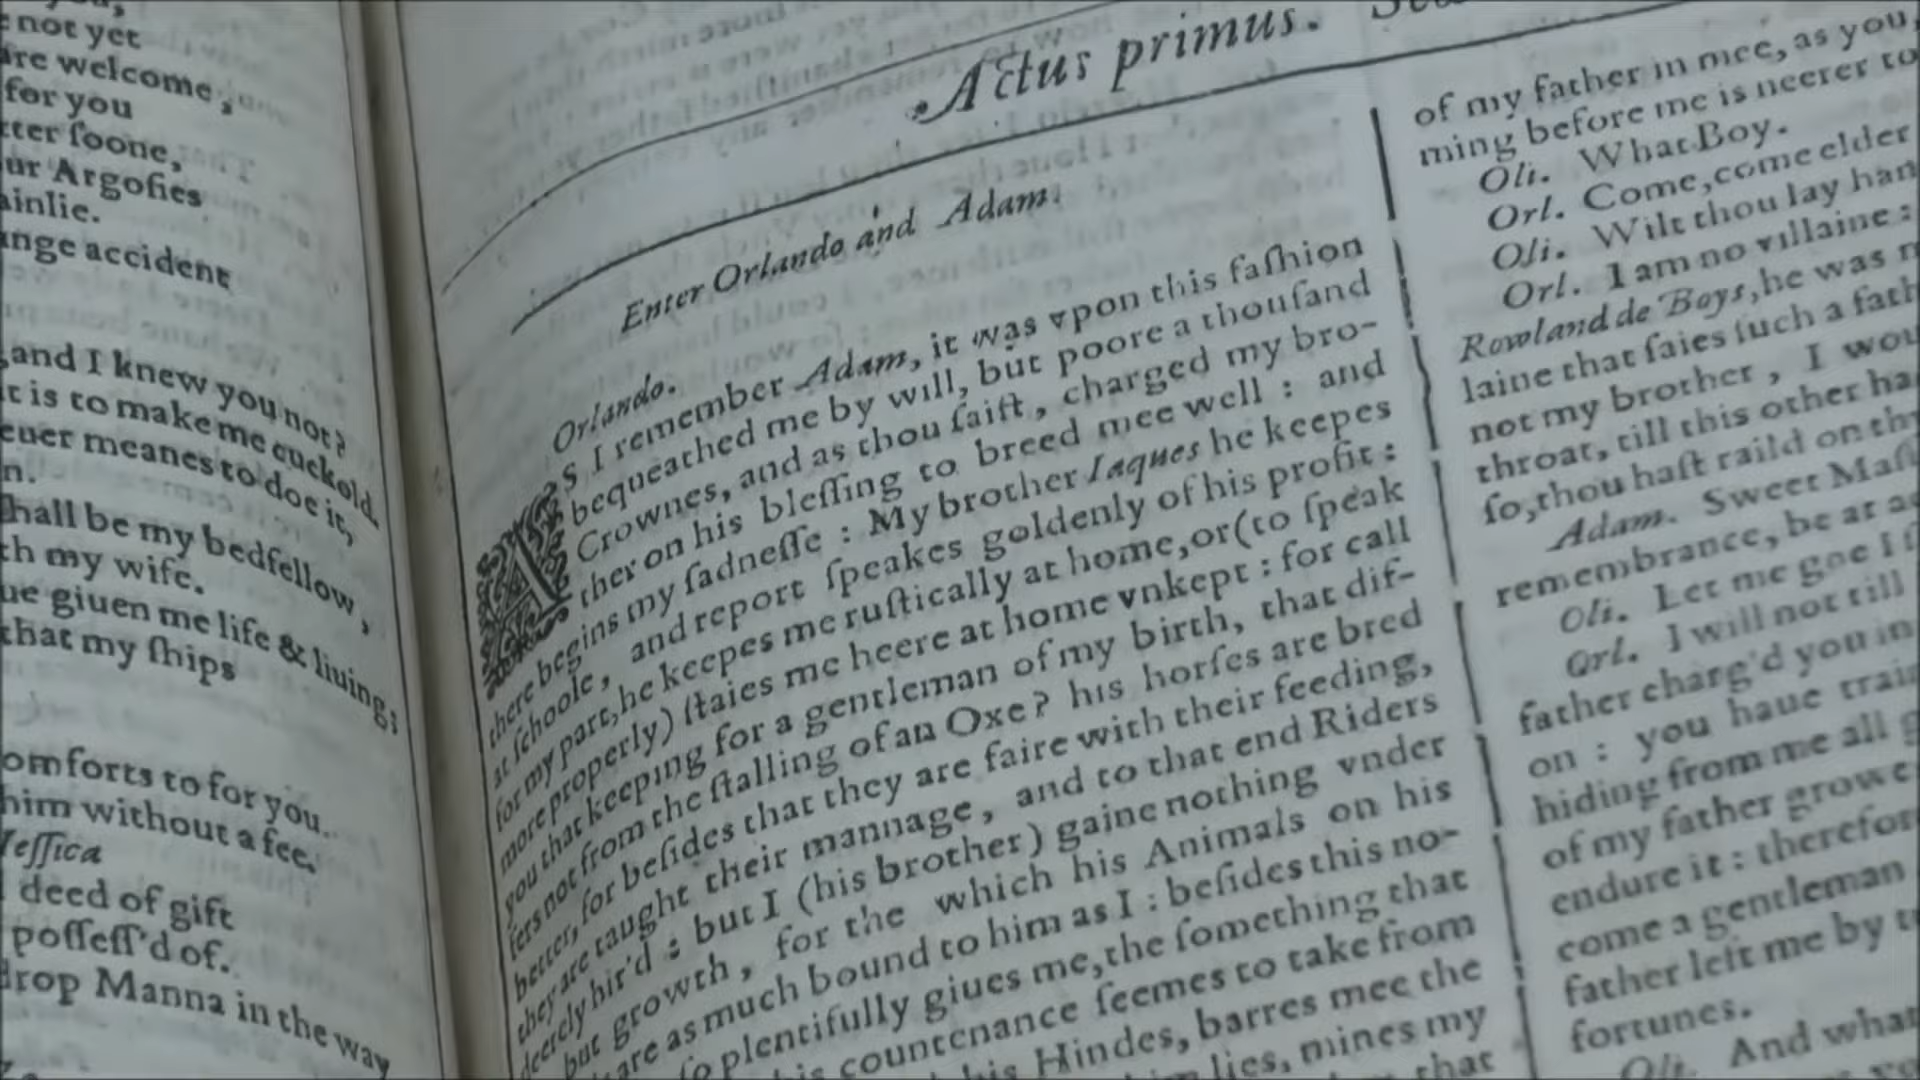 not yet
are welcome,
for you
soone,
Argosies
ainlie.
accident
,and I knew you not?
is to make me cuckold.
meanes to doe it,
n.
shall be my bedfellow,
my wife.
giuen me life & liuing;
that my ſhips
omforts to for you.
him without a fee.
Ieſſica
deed of gift
poſſeſſ'd of.
drop Manna in the way
Actus primus.
Enter Orlando and Adam.
Orlando.
AS I remember Adam, it was vpon this faſhion
bequeathed me by will, but poore a thouſand
Crownes, and as thou ſaiſt, charged my bro-
ther on his bleſſing to breed mee well : and
there begins my ſadneſſe : My brother Iaques he keepes
at ſchoole, and report ſpeakes goldenly of his profit :
for my part, he keepes me ruſtically at home, or (to ſpeak
more properly) ſtaies me heere at home vnkept : for call
you that keeping for a gentleman of my birth, that dif-
fers not from the ſtalling of an Oxe? his horſes are bred
better, for beſides that they are faire with their feeding,
they are taught their mannage, and to that end Riders
deerely hir'd : but I (his brother) gaine nothing vnder
but growth, for the which his Animals on his
are as much bound to him as I : beſides this no-
ſo plentifully giues me, the ſomething that
countenance ſeemes to take from
his Hindes, barres mee the
lies, mines my
that
of my father in mee, as you,
ming before me is neerer to
Oli. What Boy.
Orl. Come, come elder
Oli. Wilt thou lay han
Orl. I am no villaine :
Rowland de Boys, he was
laine that ſaies ſuch a fath
not my brother, I wou
throat, till this other ha
ſo, thou haſt raild on thy
Adam. Sweet Maſ
remembrance, be at a
Oli. Let me goe I
Orl. I will not till
father charg'd you in
on : you haue train
hiding from me all g
of my father growe
endure it : therefor
come a gentleman
father left me by t
fortunes.
Oli. And what